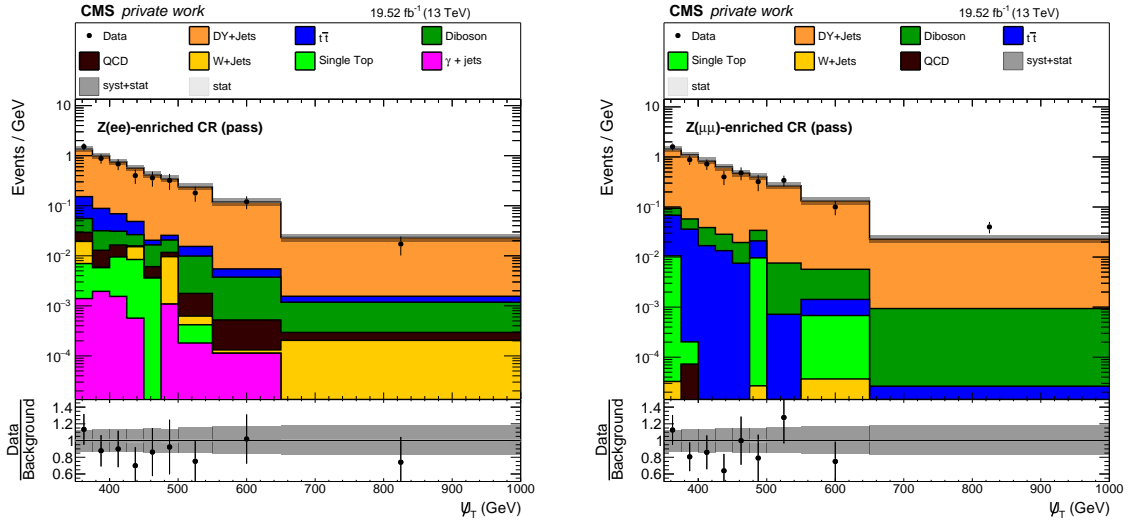 CMS private work 19.52 fb⁻¹ (13 TeV)
Data DY+Jets tt̅ Diboson
QCD W+Jets Single Top γ + jets
syst+stat stat
Z(ee)-enriched CR (pass)
Events / GeV
10
1
10⁻¹
10⁻²
10⁻³
10⁻⁴
Data
Background
1.4
1.2
1
0.8
0.6
400 500 600 700 800 900 1000
(GeV)
CMS private work 19.52 fb⁻¹ (13 TeV)
Data DY+Jets Diboson tt̅
Single Top W+Jets QCD syst+stat
stat
Z(μμ)-enriched CR (pass)
Events / GeV
10
1
10⁻¹
10⁻²
10⁻³
10⁻⁴
Data
Background
1.4
1.2
1
0.8
0.6
400 500 600 700 800 900 1000
(GeV)